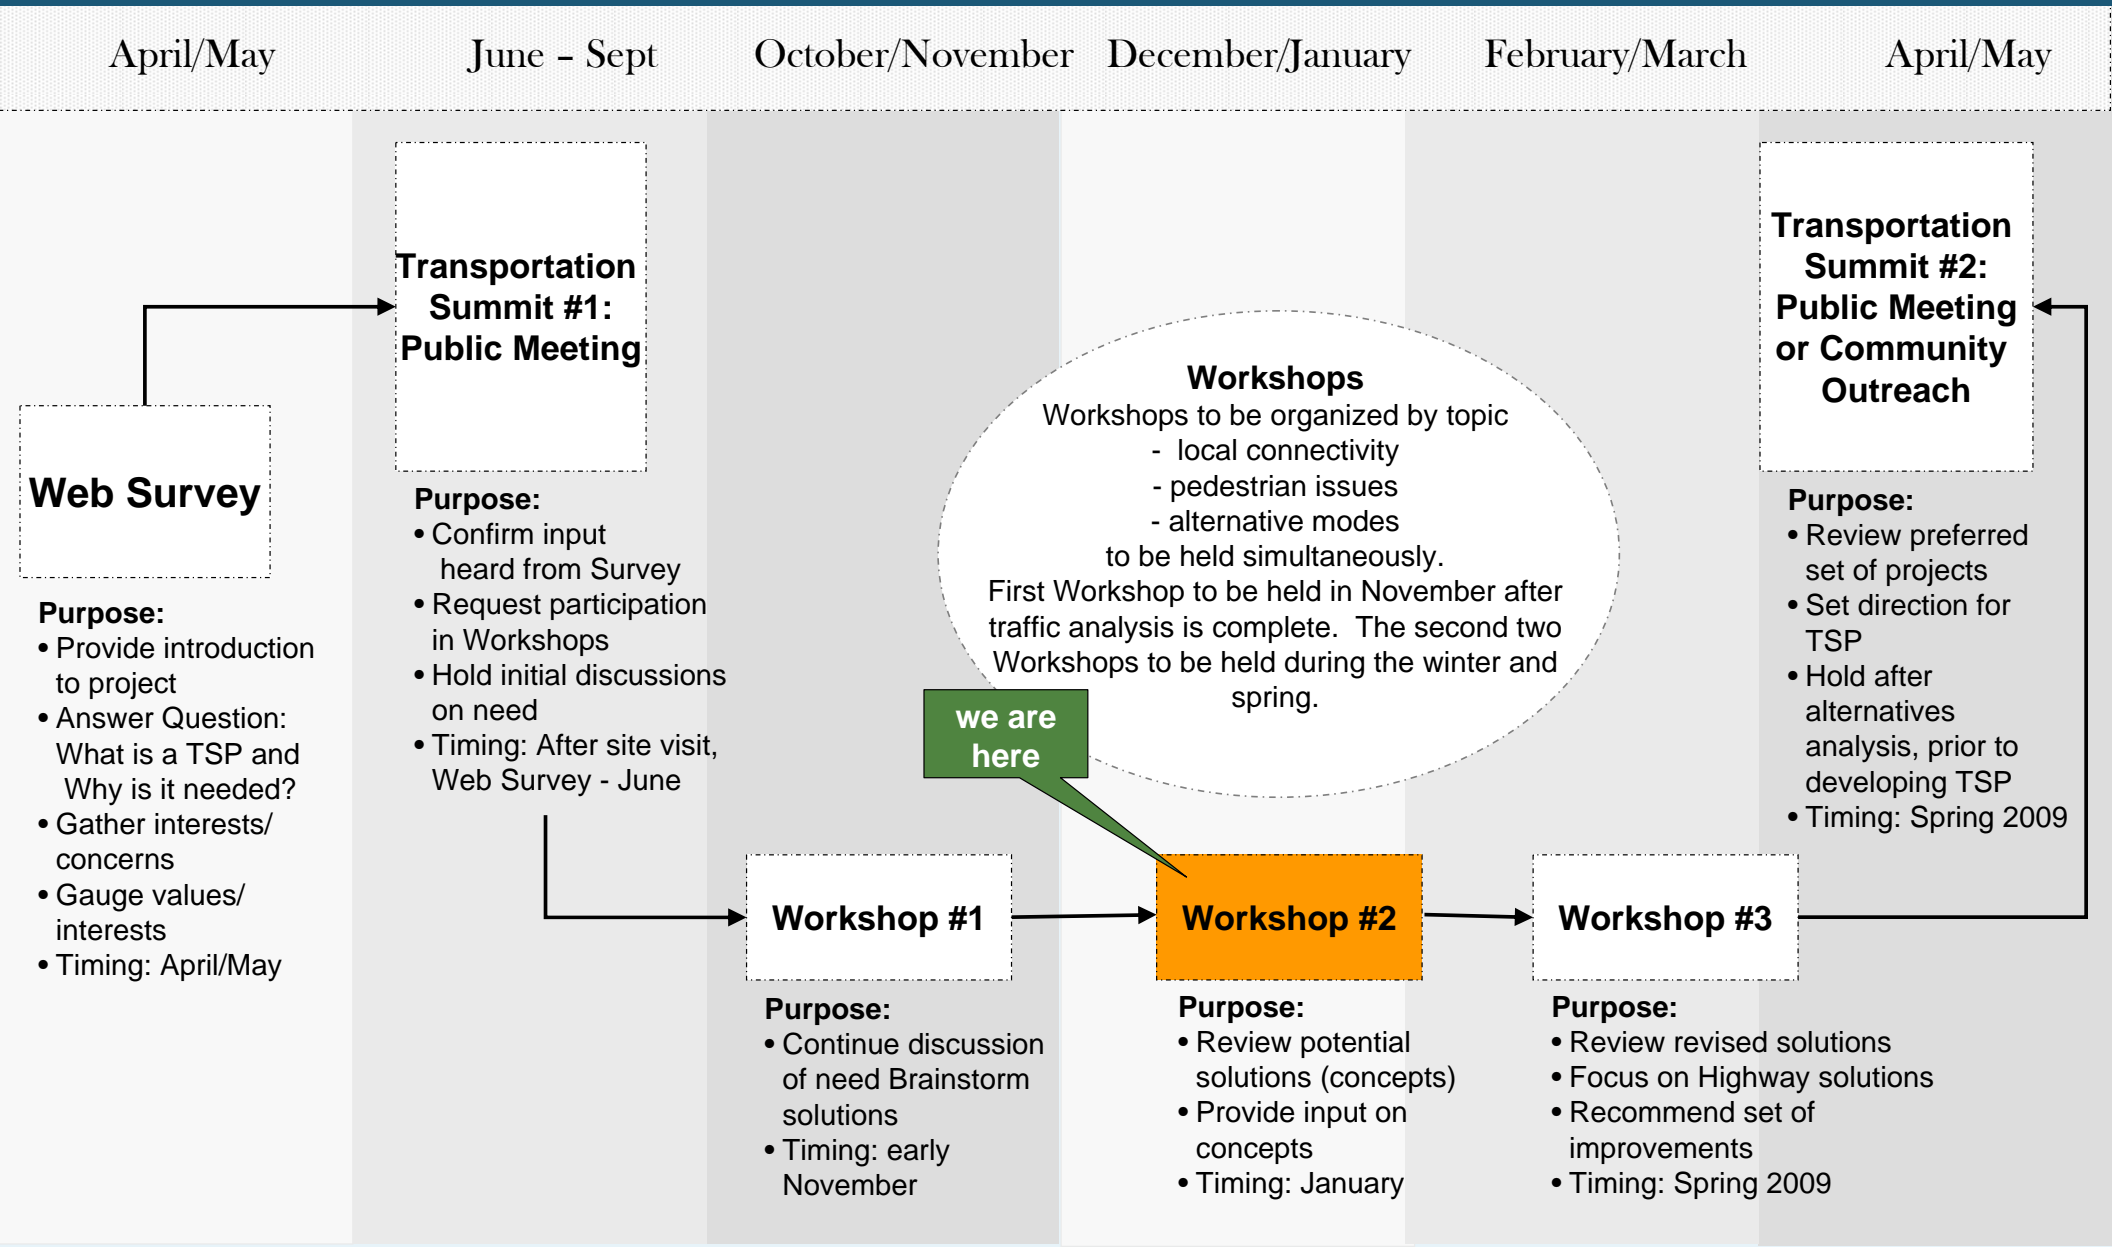 April/May
June – Sept
October/November
December/January
February/March
April/May
Web Survey
Purpose:
• Provide introduction
to project
• Answer Question:
What is a TSP and
Why is it needed?
• Gather interests/
concerns
• Gauge values/
interests
• Timing: April/May
Transportation
Summit #1:
Public Meeting
Purpose:
• Confirm input
heard from Survey
• Request participation
in Workshops
• Hold initial discussions
on need
• Timing: After site visit,
Web Survey - June
Workshops
Workshops to be organized by topic
- local connectivity
- pedestrian issues
- alternative modes
to be held simultaneously.
First Workshop to be held in November after
traffic analysis is complete. The second two
Workshops to be held during the winter and
spring.
we are
here
Workshop #1
Purpose:
• Continue discussion
of need Brainstorm
solutions
• Timing: early
November
Workshop #2
Purpose:
• Review potential
solutions (concepts)
• Provide input on
concepts
• Timing: January
Workshop #3
Purpose:
• Review revised solutions
• Focus on Highway solutions
• Recommend set of
improvements
• Timing: Spring 2009
Transportation
Summit #2:
Public Meeting
or Community
Outreach
Purpose:
• Review preferred
set of projects
• Set direction for
TSP
• Hold after
alternatives
analysis, prior to
developing TSP
• Timing: Spring 2009